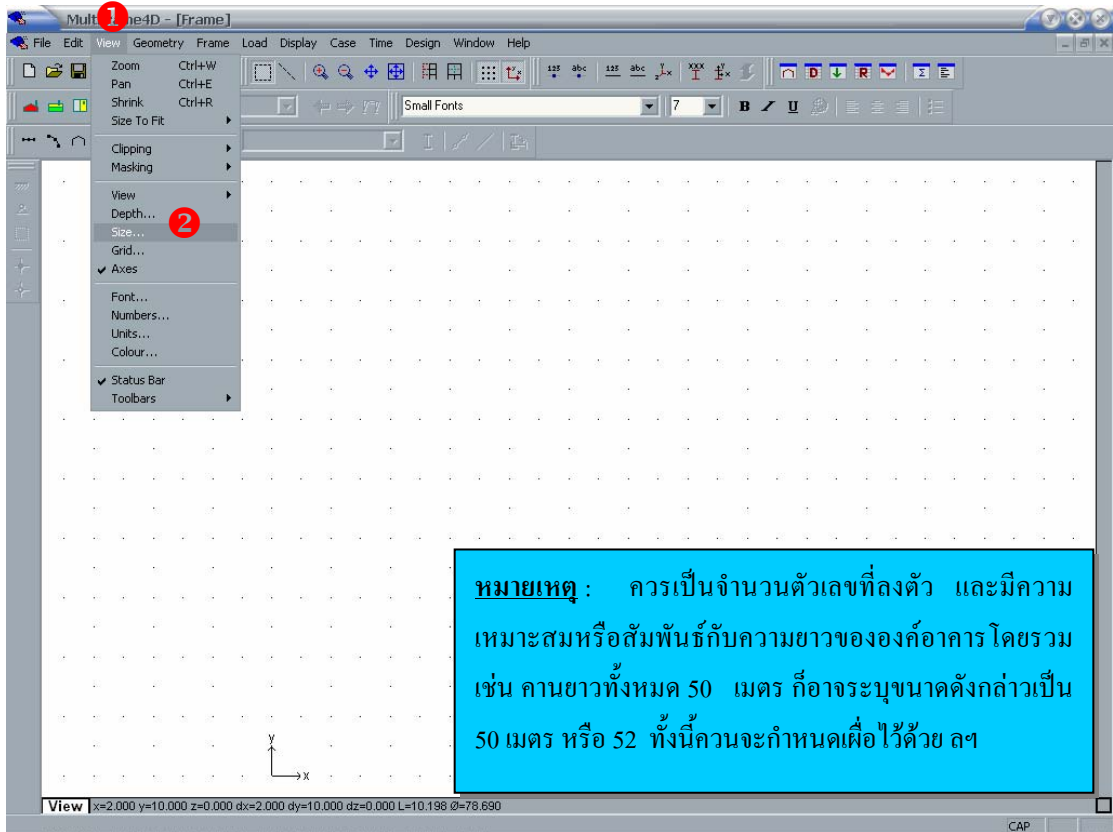 Mult ne4D - [Frame]
1
File Edit View Geometry Frame Load Display Case Time Design Window Help
Zoom Ctrl+W
Pan Ctrl+E
Shrink Ctrl+R
Size To Fit
Clipping
Masking
View
Depth...
2
Size...
Grid...
Axes
Font...
Numbers...
Units...
Colour...
Status Bar
Toolbars
123 abc 123 abc XXX D R Σ E
Small Fonts 7 B I U
หมายเหตุ : ควรเป็นจำนวนตัวเลขที่ลงตัว และมีความ
เหมาะสมหรือสัมพันธ์กับความยาวขององค์อาคารโดยรวม
เช่น คานยาวทั้งหมด 50 เมตร ก็อาจระบุขนาดดังกล่าวเป็น
50 เมตร หรือ 52 ทั้งนี้ควนจะกำหนดเผื่อไว้ด้วย ลฯ
y
x
View x=2.000 y=10.000 z=0.000 dx=2.000 dy=10.000 dz=0.000 L=10.198 Ø=78.690
CAP